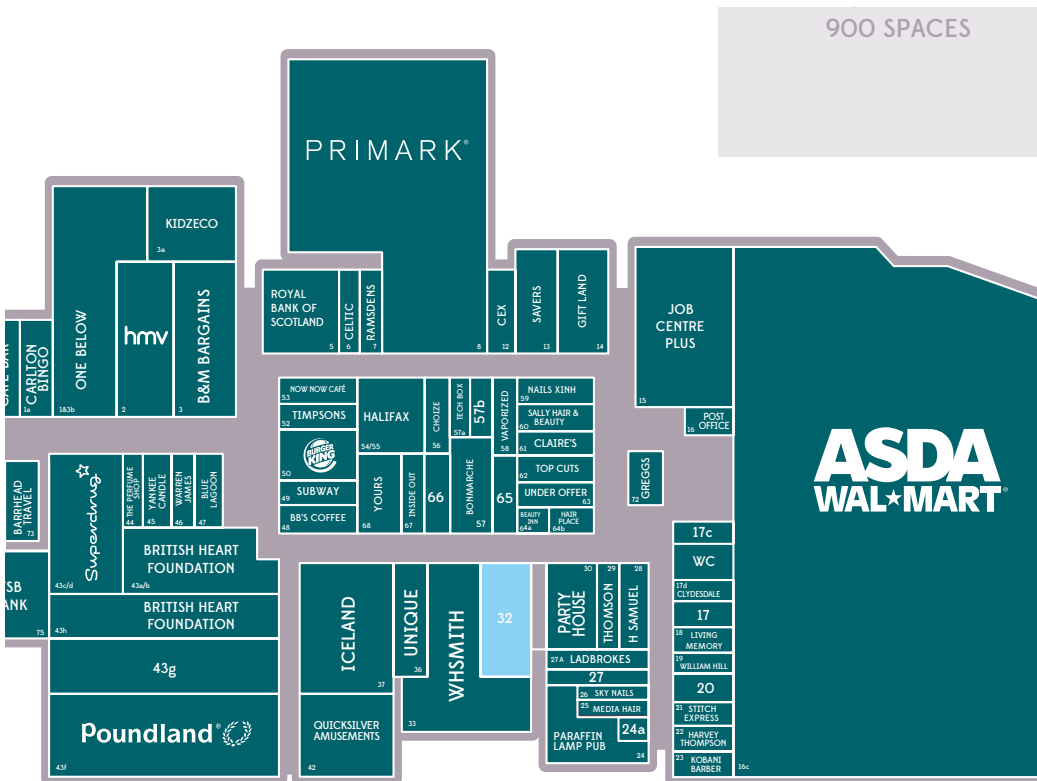 900 SPACES
PRIMARK®
8
KIDZECO
3a
ONE BELOW
1&3b
hmv
2
B&M BARGAINS
3
ROYAL
BANK OF
SCOTLAND
5
CELTIC
6
RAMSDENS
7
CEX
12
SAVERS
13
GIFT LAND
14
JOB
CENTRE
PLUS
15
POST
OFFICE
16
ASDA
WAL★MART®
16c
BAR
CARLTON
BINGO
1a
NOW NOW CAFÉ
53
TIMPSONS
52
BURGER
KING
50
SUBWAY
49
BB'S COFFEE
48
HALIFAX
54/55
CHOIZE
56
TECH BOX
57a
57b
VAPORIZED
58
NAILS XINH
59
SALLY HAIR &
BEAUTY
60
CLAIRE'S
61
TOP CUTS
62
UNDER OFFER
63
BEAUTY
INN
64a
HAIR
PLACE
64b
YOURS
68
INSIDE OUT
67
66
BONMARCHE
57
65
GREGGS
72
BARRHEAD
TRAVEL
73
SB
ANK
75
Superdrug
43c/d
THE PERFUME
SHOP
44
YANKEE
CANDLE
45
WARREN
JAMES
46
BLUE
LAGOON
47
BRITISH HEART
FOUNDATION
43a/b
BRITISH HEART
FOUNDATION
43h
43g
Poundland®
43f
ICELAND
37
UNIQUE
36
WHSMITH
33
32
QUICKSILVER
AMUSEMENTS
42
PARTY
HOUSE
30
THOMSON
29
H SAMUEL
28
27A LADBROKES
27
26 SKY NAILS
25 MEDIA HAIR
24a
PARAFFIN
LAMP PUB
24
17c
WC
17d
CLYDESDALE
17
18 LIVING
MEMORY
19
WILLIAM HILL
20
21 STITCH
EXPRESS
22 HARVEY
THOMPSON
23 KOBANI
BARBER